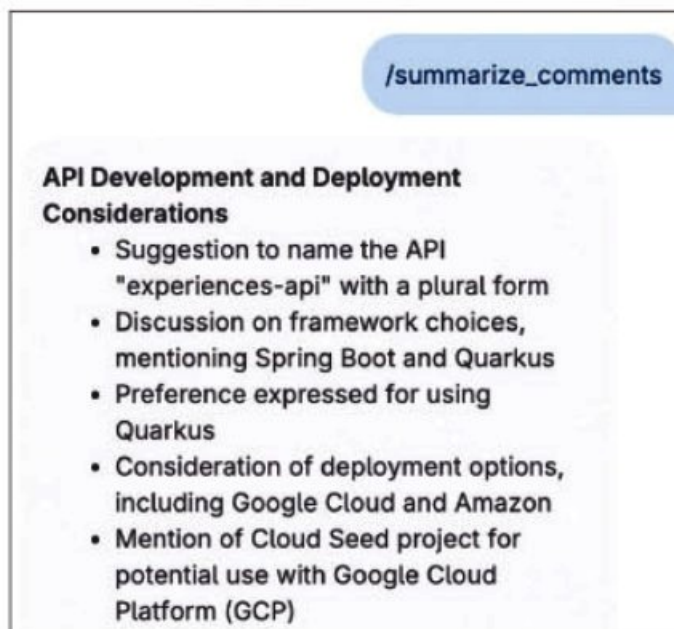 /summarize_comments
API Development and Deployment
Considerations
• Suggestion to name the API
"experiences-api" with a plural form
• Discussion on framework choices,
mentioning Spring Boot and Quarkus
• Preference expressed for using
Quarkus
• Consideration of deployment options,
including Google Cloud and Amazon
• Mention of Cloud Seed project for
potential use with Google Cloud
Platform (GCP)